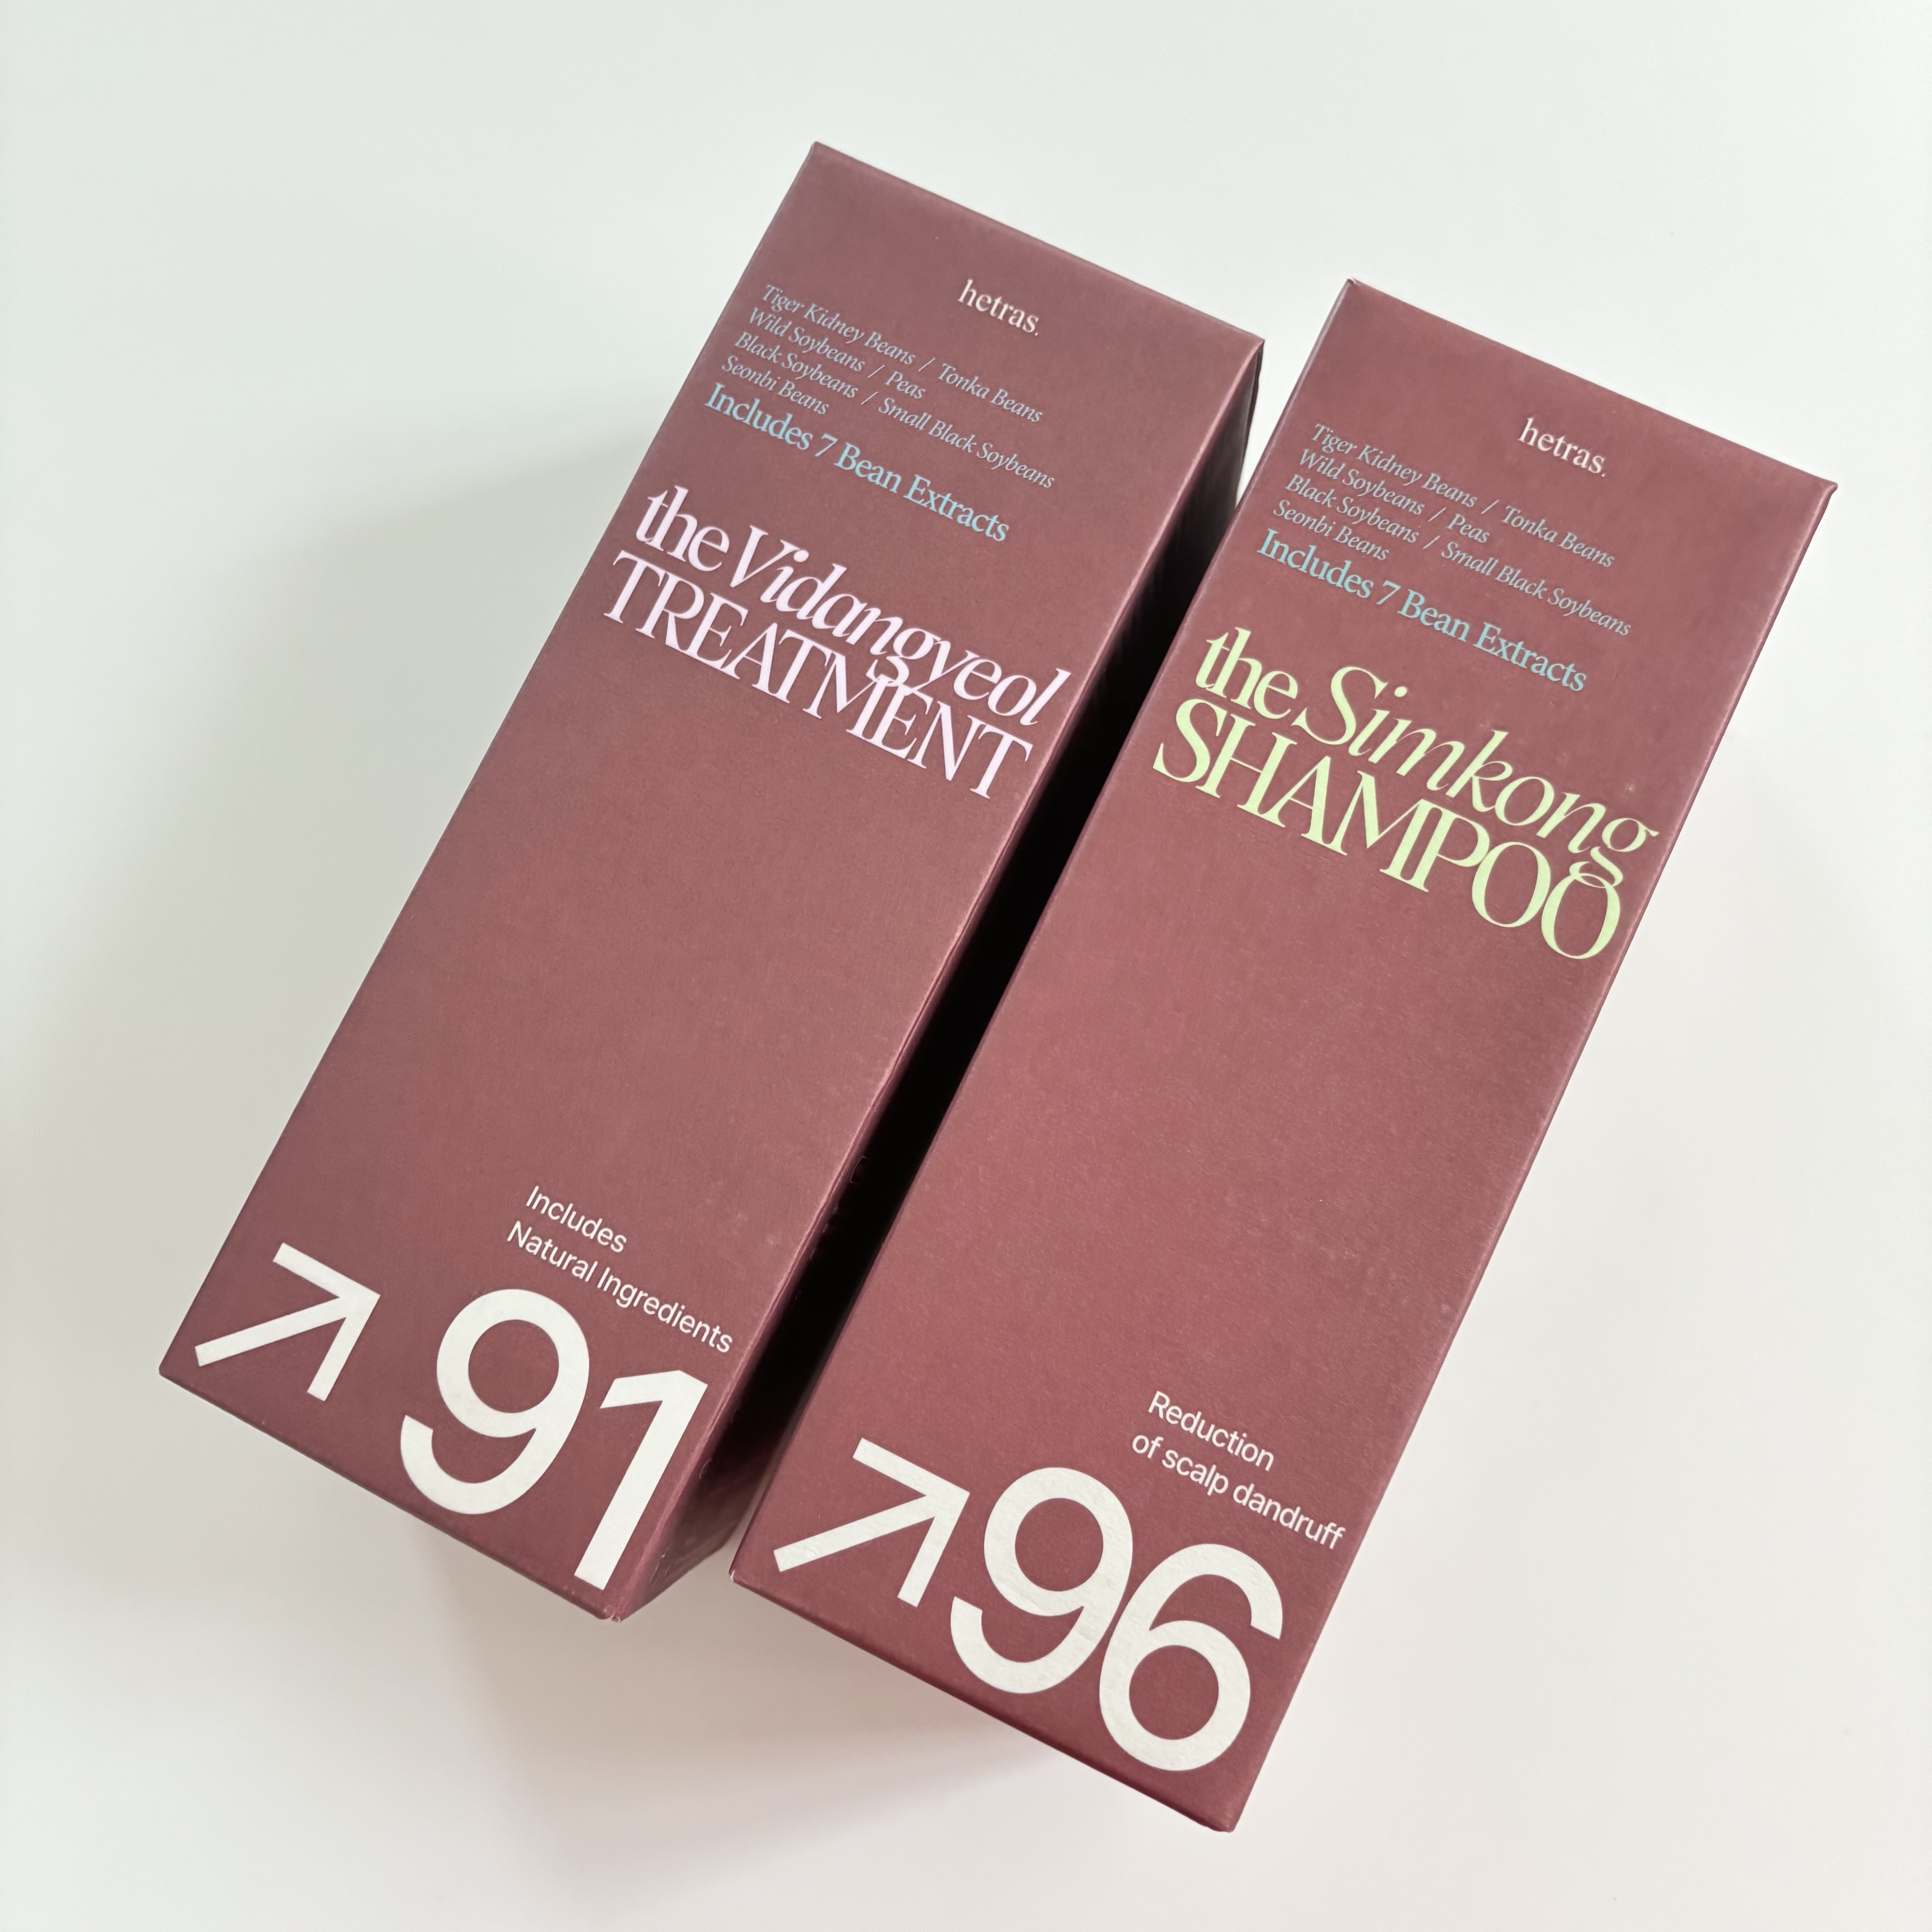 hetras.
Tiger Kidney Beans / Tonka Beans
Wild Soybeans / Peas
Black Soybeans / Small Black Soybeans
Seonbi Beans
Includes 7 Bean Extracts
the Vidangyeol
TREATMENT
Includes
Natural Ingredients
↗ 91
hetras.
Tiger Kidney Beans / Tonka Beans
Wild Soybeans / Peas
Black Soybeans / Small Black Soybeans
Seonbi Beans
Includes 7 Bean Extracts
the Simkong
SHAMPOO
Reduction
of scalp dandruff
↗96